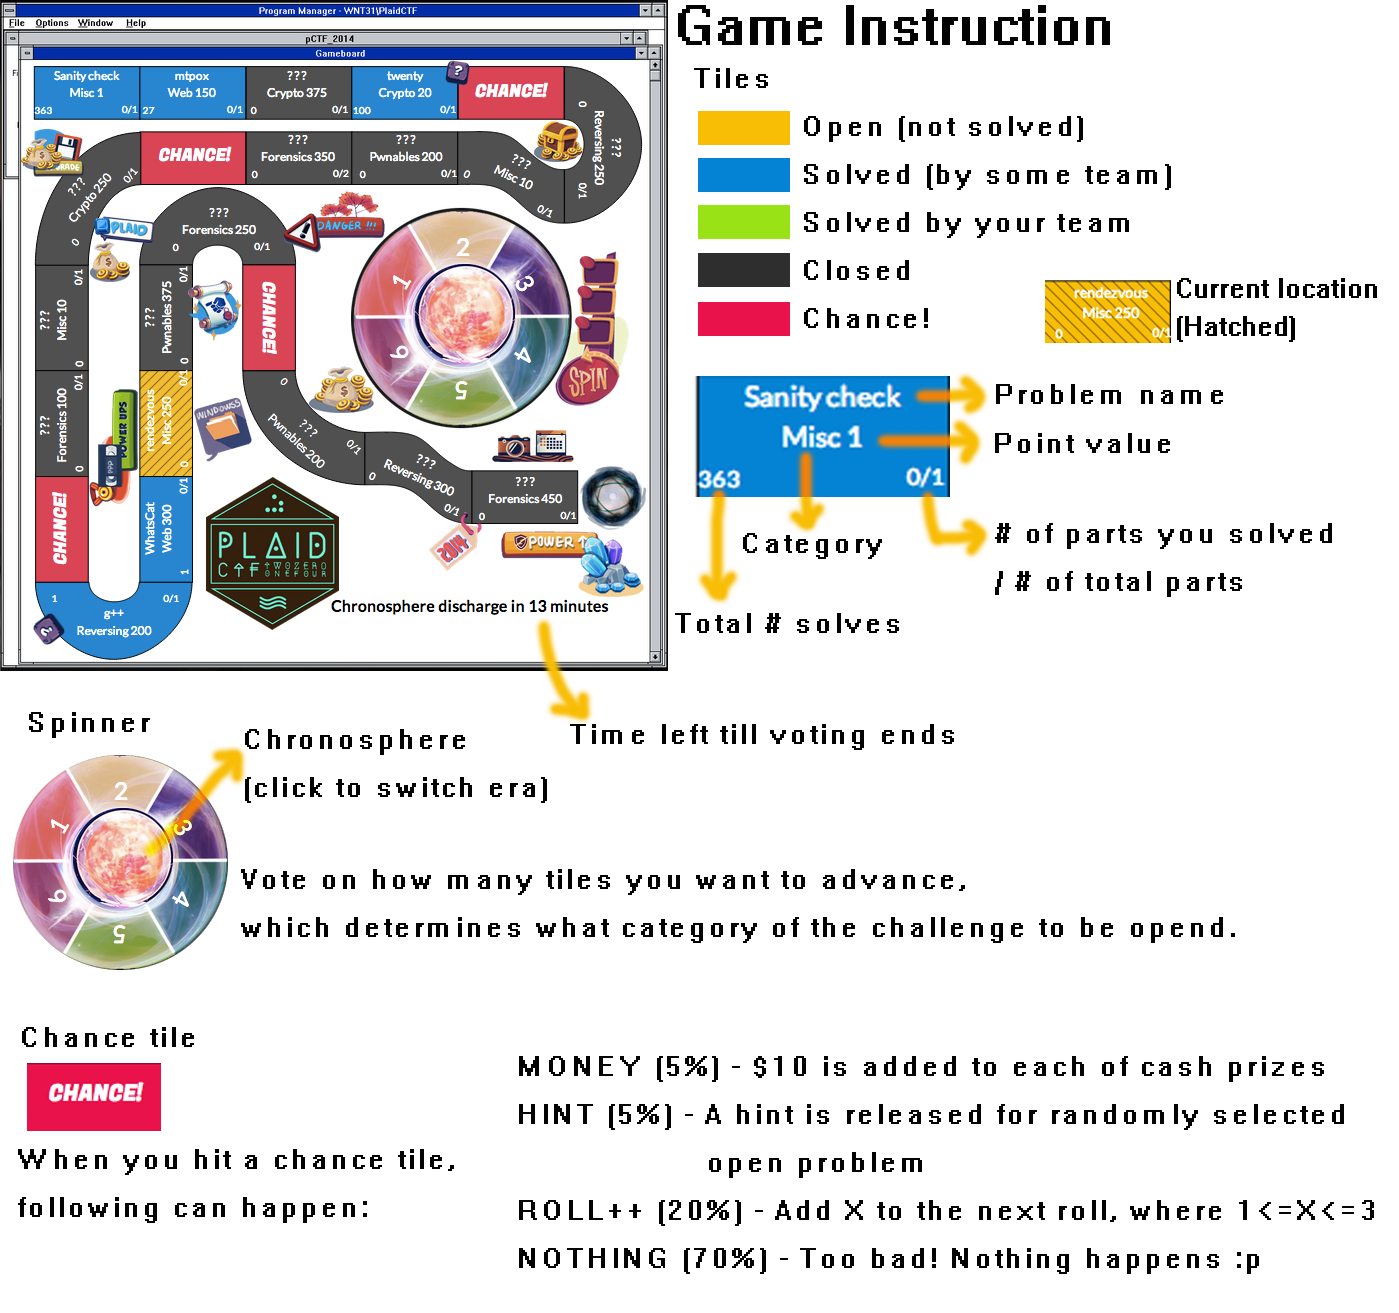 Program Manager - WNT31\PlaidCTF
File Options Window Help
pCTF_2014
Gameboard
Sanity check
Misc 1
363 0/1
mtpox
Web 150
27 0/1
???
Crypto 375
0 0/1
twenty
Crypto 20
100 0/1
?
CHANCE!
???
Reversing 250
0 0/1
???
Misc 10
0 0/1
???
Pwnables 200
???
Forensics 350
0 0/2
CHANCE!
???
Crypto 250
0 0/1
???
Misc 10
0 0/1
???
Forensics 100
0 0/1
CHANCE!
g++
Reversing 200
1 0/1
?
WhatsCat
Web 300
1 0/1
rendezvous
Misc 250
0 0/1
???
Pwnables 375
0 0/1
???
Forensics 250
0 0/1
CHANCE!
???
Pwnables 200
0 0/1
???
Reversing 300
0 0/1
???
Forensics 450
0 0/1
PLAID
DANGER !!!
POWER UPS
WINDOWS
SPIN
2014
POWER
1
2
3
4
5
6
PLAID
CTF TWOZERO
ONEFOUR
Chronosphere discharge in 13 minutes
Game Instruction
Tiles
Open (not solved)
Solved (by some team)
Solved by your team
Closed
Chance!
rendezvous
Misc 250
0 0/1
Current location
(Hatched)
Sanity check
Misc 1
363 0/1
Problem name
Point value
Category
# of parts you solved
/ # of total parts
Total # solves
Time left till voting ends
Spinner
1
2
3
4
5
6
Chronosphere
(click to switch era)
Vote on how many tiles you want to advance,
which determines what category of the challenge to be opend.
Chance tile
CHANCE!
When you hit a chance tile,
following can happen:
MONEY (5%) - $10 is added to each of cash prizes
HINT (5%) - A hint is released for randomly selected
open problem
ROLL++ (20%) - Add X to the next roll, where 1<=X<=3
NOTHING (70%) - Too bad! Nothing happens :p